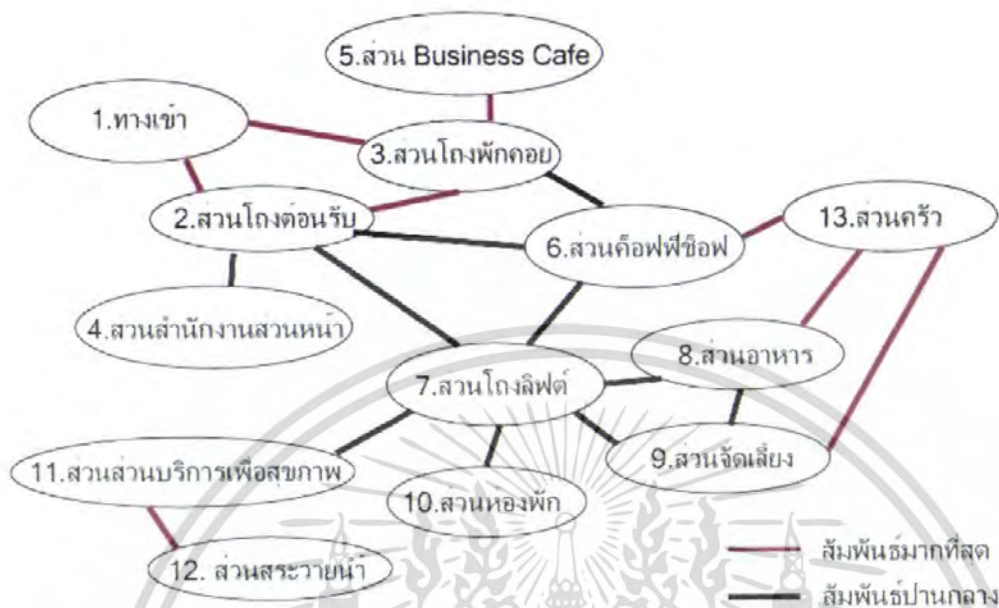 5.ส่วน Business Cafe
1.ทางเข้า
3.ส่วนโถงพักคอย
2.ส่วนโถงต้อนรับ
13.ส่วนครัว
6.ส่วนค็อฟฟี่ช็อฟ
4.ส่วนสำนักงานส่วนหน้า
8.ส่วนอาหาร
7.ส่วนโถงลิฟต์
9.ส่วนจัดเลี้ยง
11.ส่วนส่วนบริการเพื่อสุขภาพ
10.ส่วนห้องพัก
12. ส่วนสระว่ายน้ำ
สัมพันธ์มากที่สุด
สัมพันธ์ปานกลาง